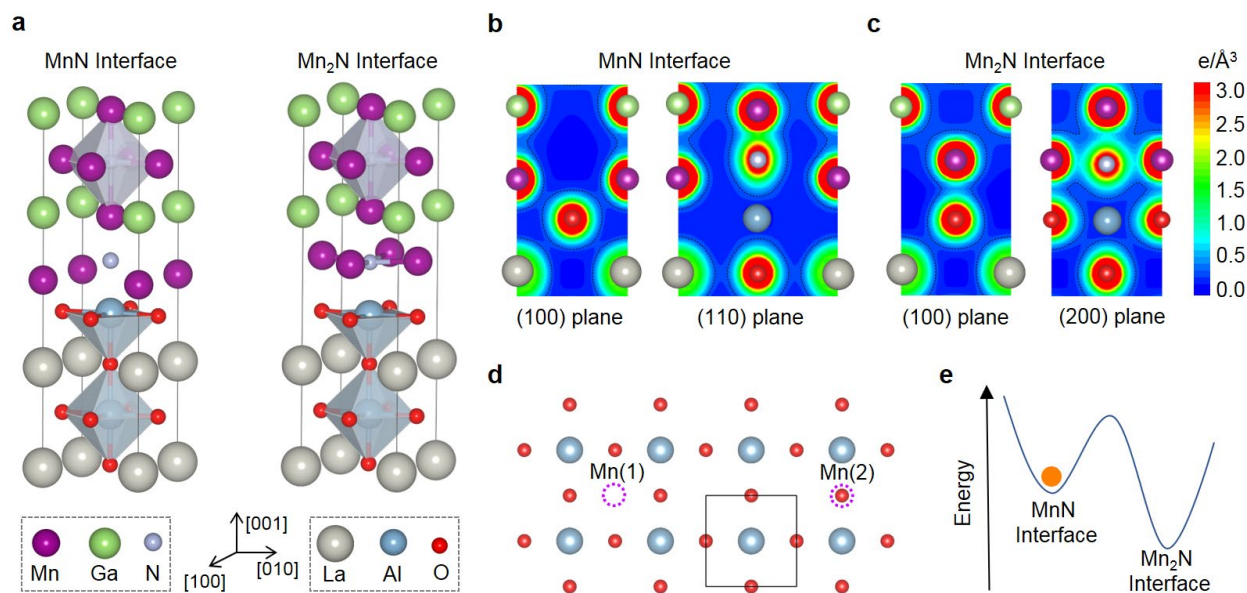 a
MnN Interface
Mn₂N Interface
Mn
Ga
N
[001]
[100]
[010]
La
Al
O
b
MnN Interface
(100) plane
(110) plane
c
Mn₂N Interface
(100) plane
(200) plane
e/Å³
3.0
2.5
2.0
1.5
1.0
0.5
0.0
d
Mn(1)
Mn(2)
e
Energy
MnN
Interface
Mn₂N
Interface